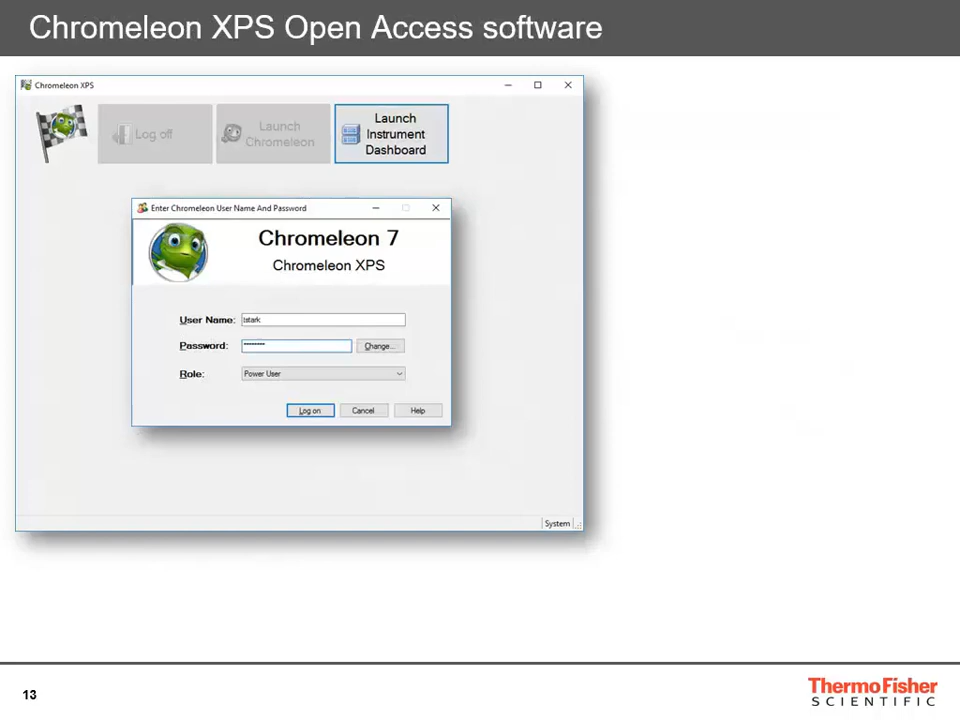 Chromeleon XPS Open Access software
Chromeleon XPS
Log off
Launch
Chromeleon
Launch
Instrument
Dashboard
Enter Chromeleon User Name And Password
Chromeleon 7
Chromeleon XPS
User Name: tstark
Password: ******** Change...
Role: Power User
Log on Cancel Help
System
13
ThermoFisher
SCIENTIFIC